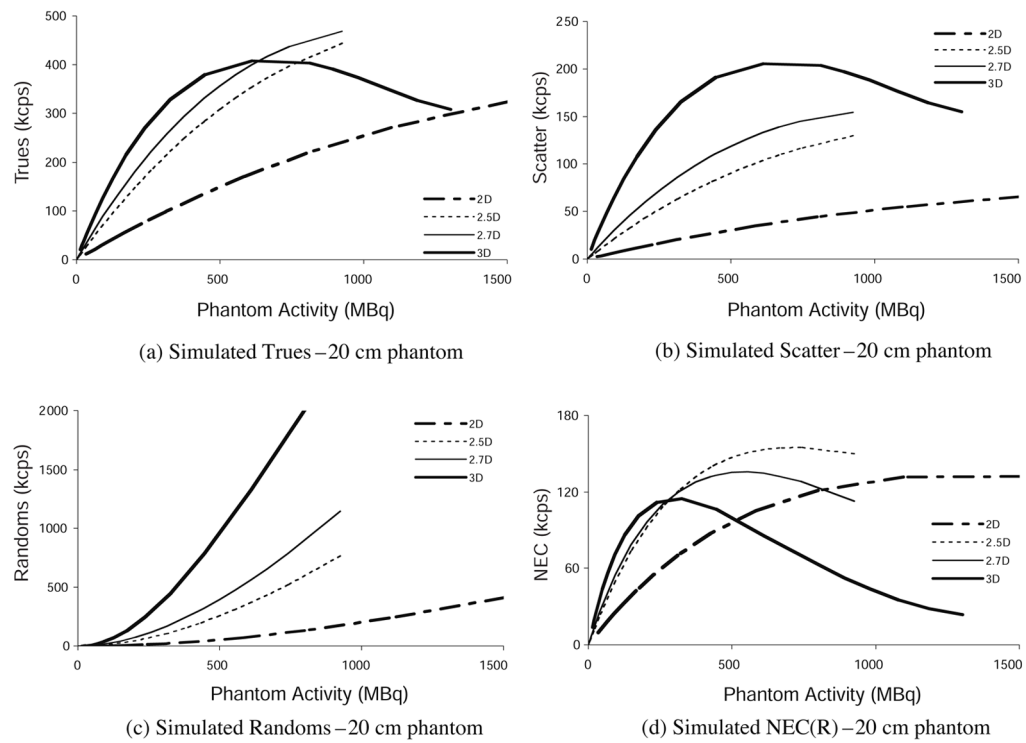 500
400
300
200
100
0
Trues (kcps)
2D
2.5D
2.7D
3D
0 500 1000 1500
Phantom Activity (MBq)
(a) Simulated Trues–20 cm phantom
250
200
150
100
50
0
Scatter (kcps)
2D
2.5D
2.7D
3D
0 500 1000 1500
Phantom Activity (MBq)
(b) Simulated Scatter–20 cm phantom
2000
1500
1000
500
0
Randoms (kcps)
2D
2.5D
2.7D
3D
0 500 1000 1500
Phantom Activity (MBq)
(c) Simulated Randoms–20 cm phantom
180
120
60
0
NEC (kcps)
2D
2.5D
2.7D
3D
0 500 1000 1500
Phantom Activity (MBq)
(d) Simulated NEC(R)–20 cm phantom